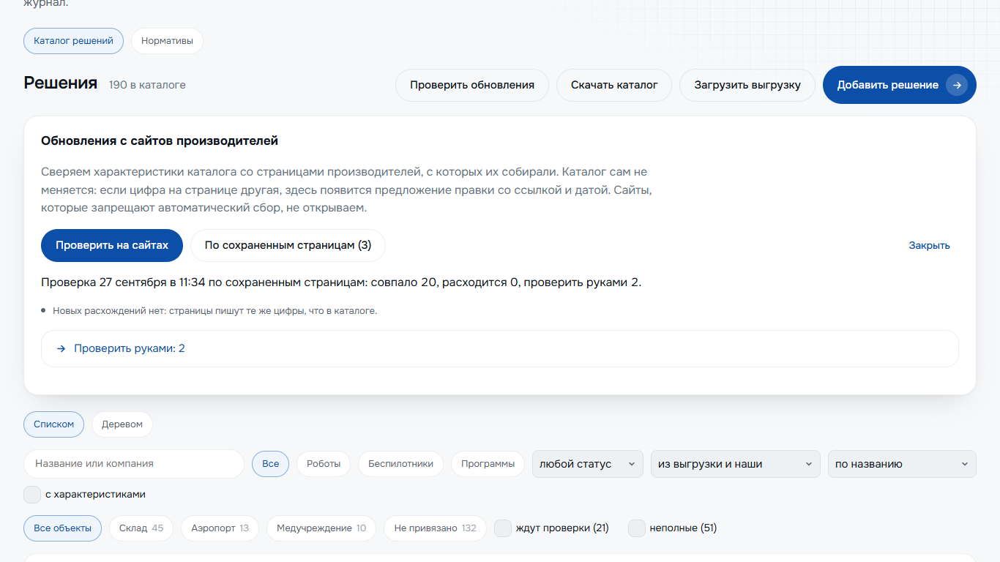 журнал.
Каталог решений
Нормативы
Решения
190 в каталоге
Проверить обновления
Скачать каталог
Загрузить выгрузку
Добавить решение
Обновления с сайтов производителей
Сверяем характеристики каталога со страницами производителей, с которых их собирали. Каталог сам не
меняется: если цифра на странице другая, здесь появится предложение правки со ссылкой и датой. Сайты,
которые запрещают автоматический сбор, не открываем.
Проверить на сайтах
По сохраненным страницам (3)
Закрыть
Проверка 27 сентября в 11:34 по сохраненным страницам: совпало 20, расходится 0, проверить руками 2.
Новых расхождений нет: страницы пишут те же цифры, что в каталоге.
Проверить руками: 2
Списком
Деревом
Название или компания
Все
Роботы
Беспилотники
Программы
любой статус
из выгрузки и наши
по названию
с характеристиками
Все объекты
Склад 45
Аэропорт 13
Медучреждение 10
Не привязано 132
ждут проверки (21)
неполные (51)